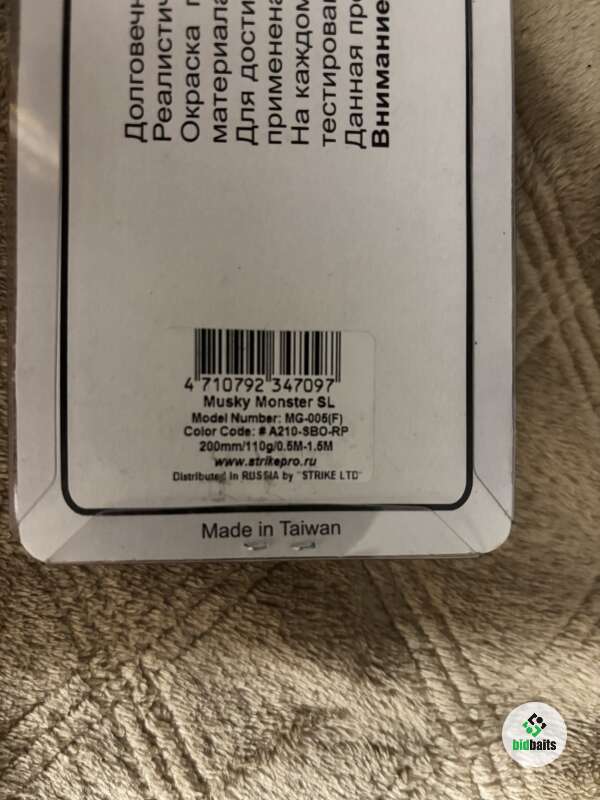 Долговечн
Реалистич
Окраска п
материала
Для дости
применена
На каждом
тестирован
Данная про
Внимание
4 710792 347097
Musky Monster SL
Model Number: MG-005(F)
Color Code: # A210-SBO-RP
200mm/110g/0.5M-1.5M
www.strikepro.ru
Distributed in RUSSIA by "STRIKE LTD"
Made in Taiwan
bidbaits